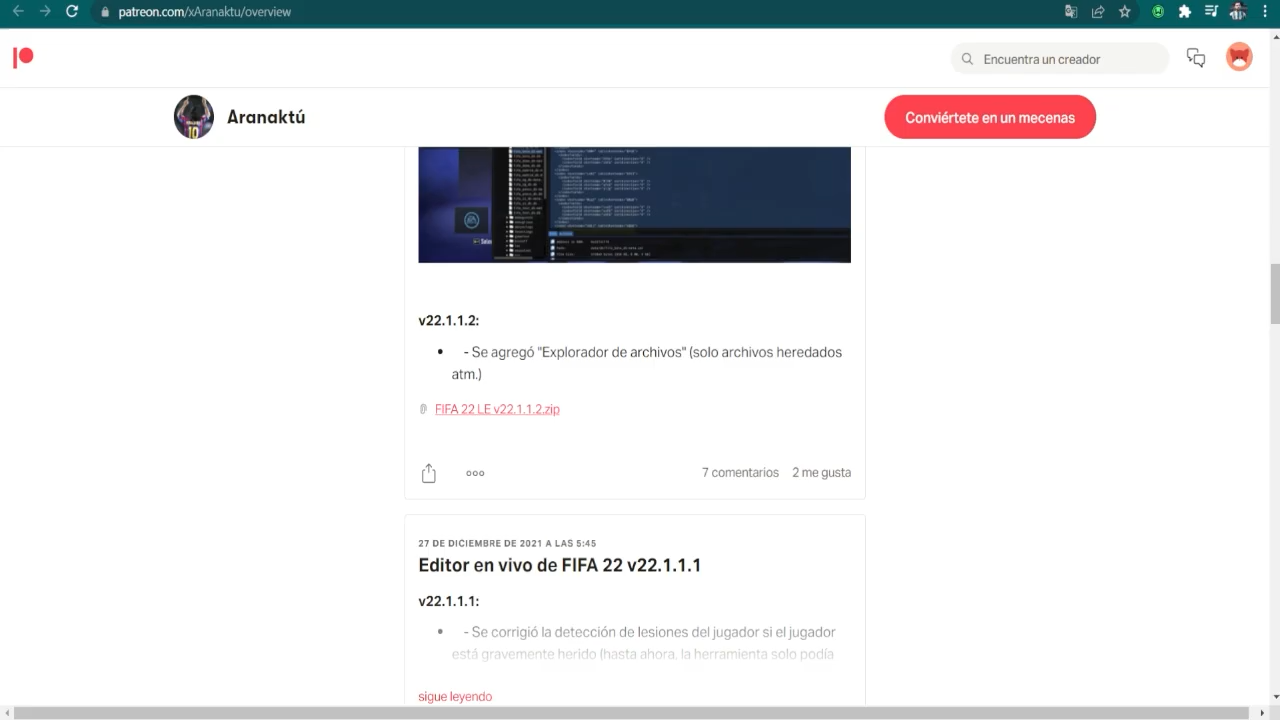 patreon.com/xAranaktu/overview
Encuentra un creador
Aranaktú
Conviértete en un mecenas
v22.1.1.2:
- Se agregó "Explorador de archivos" (solo archivos heredados
atm.)
FIFA 22 LE v22.1.1.2.zip
7 comentarios 2 me gusta
27 DE DICIEMBRE DE 2021 A LAS 5:45
Editor en vivo de FIFA 22 v22.1.1.1
v22.1.1.1:
- Se corrigió la detección de lesiones del jugador si el jugador
está gravemente herido (hasta ahora, la herramienta solo podía
sigue leyendo